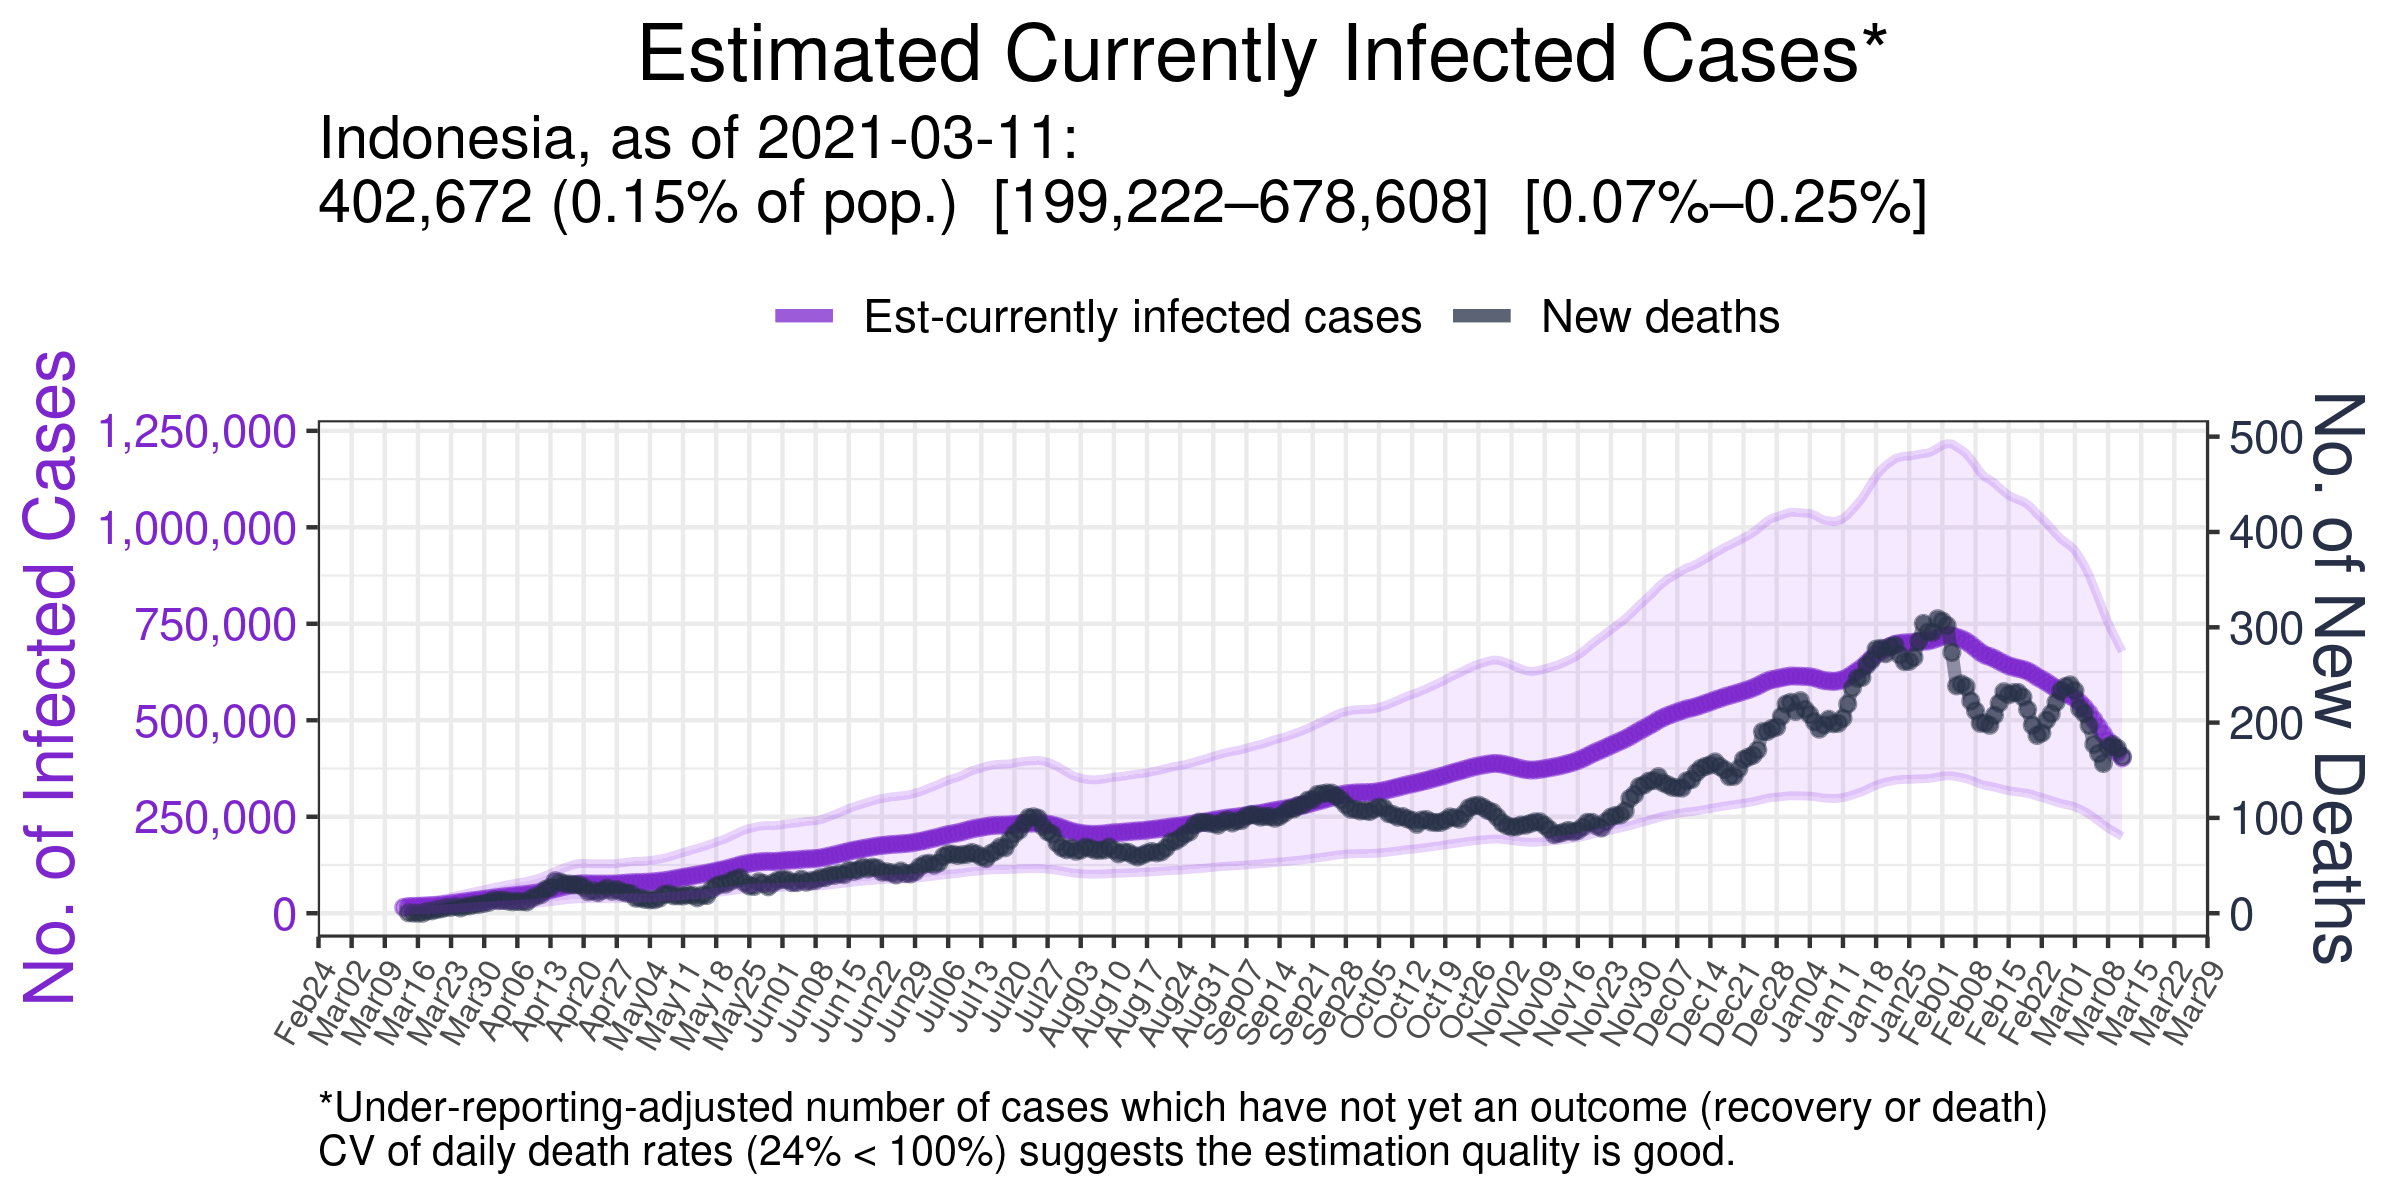 Estimated Currently Infected Cases*
Indonesia, as of 2021-03-11:
402,672 (0.15% of pop.) [199,222–678,608] [0.07%–0.25%]
Est-currently infected cases
New deaths
No. of Infected Cases
1,250,000
1,000,000
750,000
500,000
250,000
0
500
400
300
200
100
0
No. of New Deaths
Feb24
Mar02
Mar09
Mar16
Mar23
Mar30
Apr06
Apr13
Apr20
Apr27
May04
May11
May18
May25
Jun01
Jun08
Jun15
Jun22
Jun29
Jul06
Jul13
Jul20
Jul27
Aug03
Aug10
Aug17
Aug24
Aug31
Sep07
Sep14
Sep21
Sep28
Oct05
Oct12
Oct19
Oct26
Nov02
Nov09
Nov16
Nov23
Nov30
Dec07
Dec14
Dec21
Dec28
Jan04
Jan11
Jan18
Jan25
Feb01
Feb08
Feb15
Feb22
Mar01
Mar08
Mar15
Mar22
Mar29
*Under-reporting-adjusted number of cases which have not yet an outcome (recovery or death)
CV of daily death rates (24% < 100%) suggests the estimation quality is good.